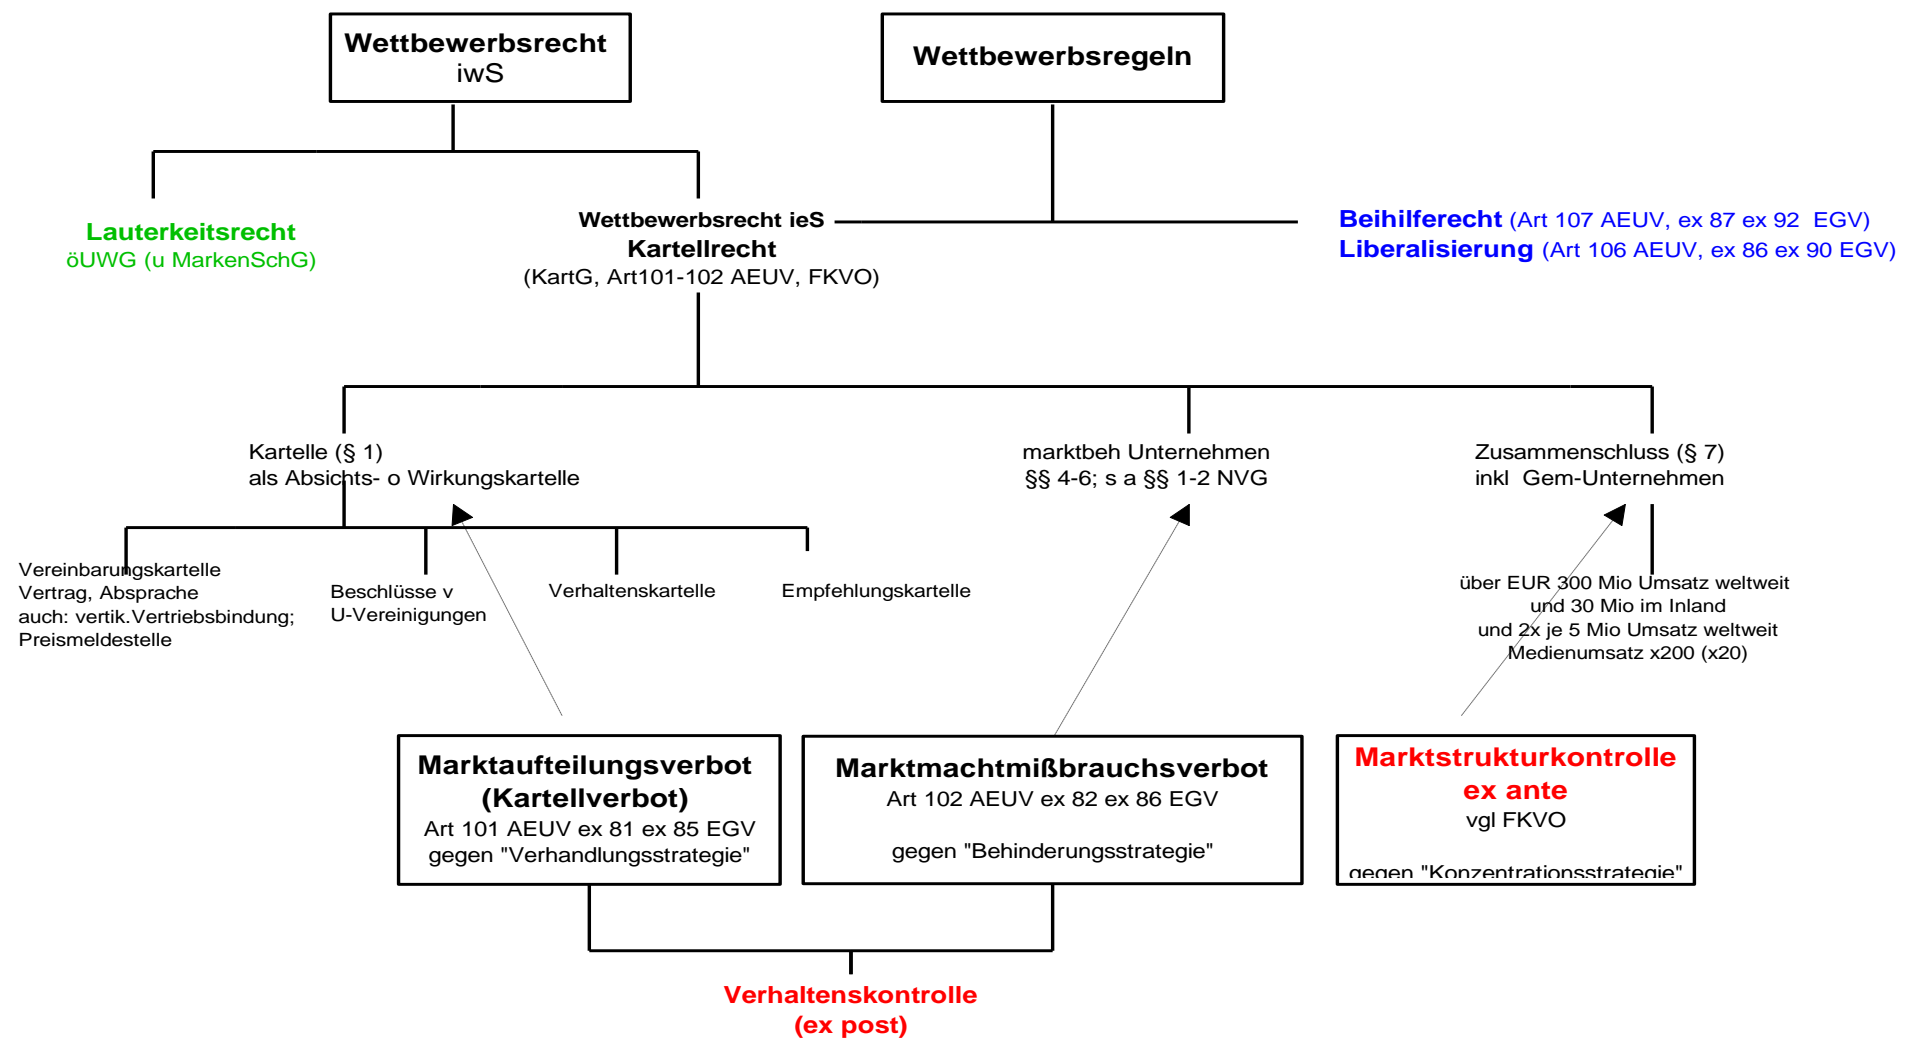 Wettbewerbsrecht
iwS
Wettbewerbsregeln
Lauterkeitsrecht
öUWG (u MarkenSchG)
Wettbewerbsrecht ieS
Kartellrecht
(KartG, Art101-102 AEUV, FKVO)
Beihilferecht (Art 107 AEUV, ex 87 ex 92 EGV)
Liberalisierung (Art 106 AEUV, ex 86 ex 90 EGV)
Kartelle (§ 1)
als Absichts- o Wirkungskartelle
marktbeh Unternehmen
§§ 4-6; s a §§ 1-2 NVG
Zusammenschluss (§ 7)
inkl Gem-Unternehmen
Vereinbarungskartelle
Vertrag, Absprache
auch: vertik.Vertriebsbindung;
Preismeldestelle
Beschlüsse v
U-Vereinigungen
Verhaltenskartelle
Empfehlungskartelle
über EUR 300 Mio Umsatz weltweit
und 30 Mio im Inland
und 2x je 5 Mio Umsatz weltweit
Medienumsatz x200 (x20)
Marktaufteilungsverbot
(Kartellverbot)
Art 101 AEUV ex 81 ex 85 EGV
gegen "Verhandlungsstrategie"
Marktmachtmißbrauchsverbot
Art 102 AEUV ex 82 ex 86 EGV
gegen "Behinderungsstrategie"
Marktstrukturkontrolle
ex ante
vgl FKVO
gegen "Konzentrationsstrategie"
Verhaltenskontrolle
(ex post)